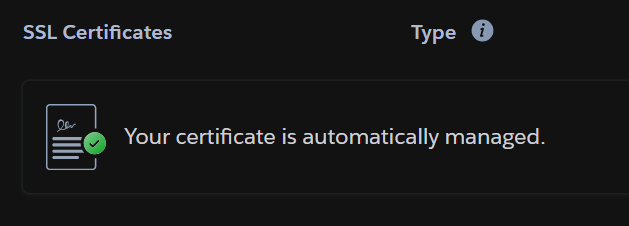 SSL Certificates Type
Your certificate is automatically managed.